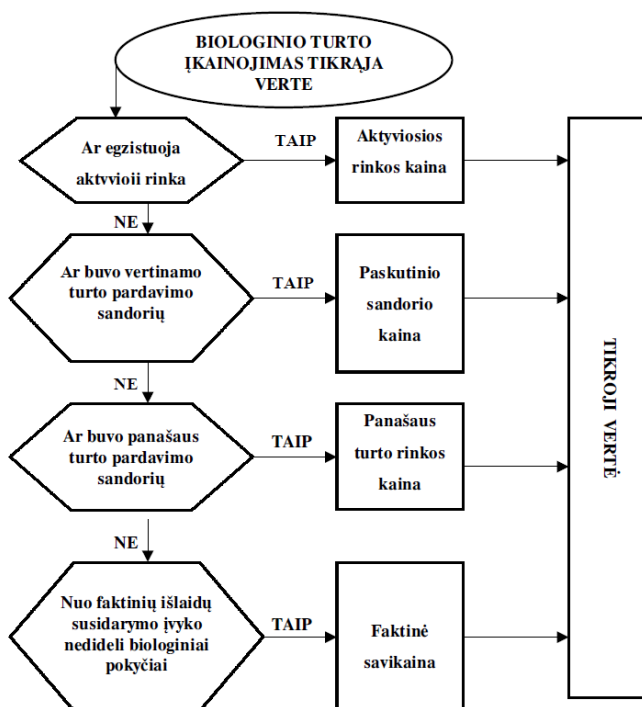 BIOLOGINIO TURTO
ĮKAINOJIMAS TIKRĄJA
VERTE
Ar egzistuoja
aktyvioii rinka
TAIP
Aktyviosios
rinkos kaina
NE
Ar buvo vertinamo
turto pardavimo
sandorių
TAIP
Paskutinio
sandorio
kaina
NE
Ar buvo panašaus
turto pardavimo
sandorių
TAIP
Panašaus
turto rinkos
kaina
NE
Nuo faktinių išlaidų
susidarymo įvyko
nedideli biologiniai
pokyčiai
TAIP
Faktinė
savikaina
TIKROJI VERTĖ